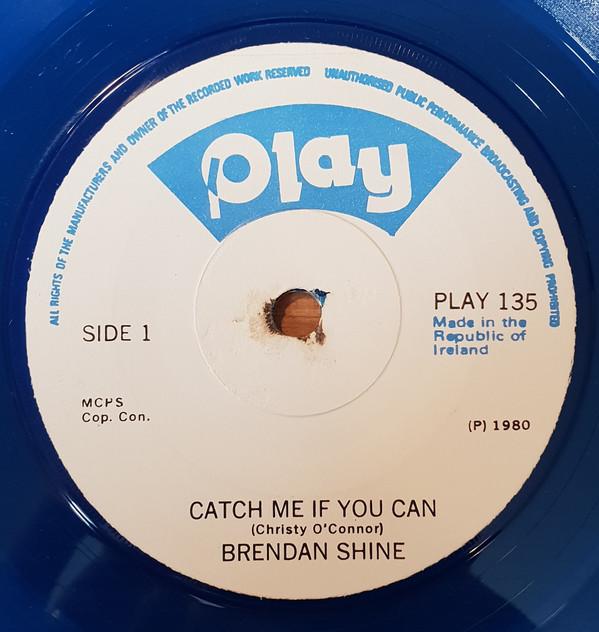 ALL RIGHTS OF THE MANUFACTURERS AND OWNER OF THE RECORDED WORK RESERVED UNAUTHORISED PUBLIC PERFORMANCE BROADCASTING AND COPYING PROHIBITED
Play
SIDE 1
PLAY 135
Made in the
Republic of
Ireland
MCPS
Cop. Con.
(P) 1980
CATCH ME IF YOU CAN
(Christy O'Connor)
BRENDAN SHINE